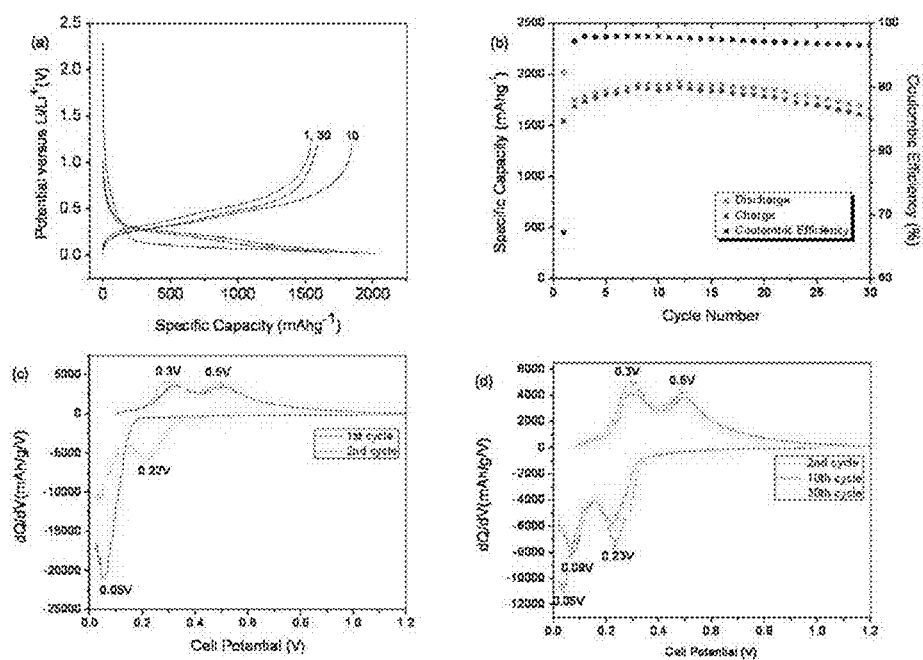 (a)
2.5
2.0
1.5
1.0
0.5
0.0
Potential versus Li/Li⁺(V)
1, 30 10
0 500 1000 1500 2000
Specific Capacity (mAhg⁻¹)
(b)
2500
2000
1500
1000
500
0
Specific Capacity (mAhg⁻¹)
Discharge
Charge
Coulombic Efficiency
100
90
80
70
60
Coulombic Efficiency (%)
0 5 10 15 20 25 30
Cycle Number
(c)
5000
0
-5000
-10000
-15000
-20000
-25000
dQ/dV(mAh/g/V)
0.3V 0.5V
1st cycle
2nd cycle
0.23V
0.05V
0.0 0.2 0.4 0.6 0.8 1.0 1.2
Cell Potential (V)
(d)
6000
4000
2000
0
-2000
-4000
-6000
-8000
-10000
-12000
dQ/dV(mAh/g/V)
0.3V 0.5V
2nd cycle
10th cycle
30th cycle
0.23V
0.05V
0.0 0.2 0.4 0.6 0.8 1.0 1.2
Cell Potential (V)